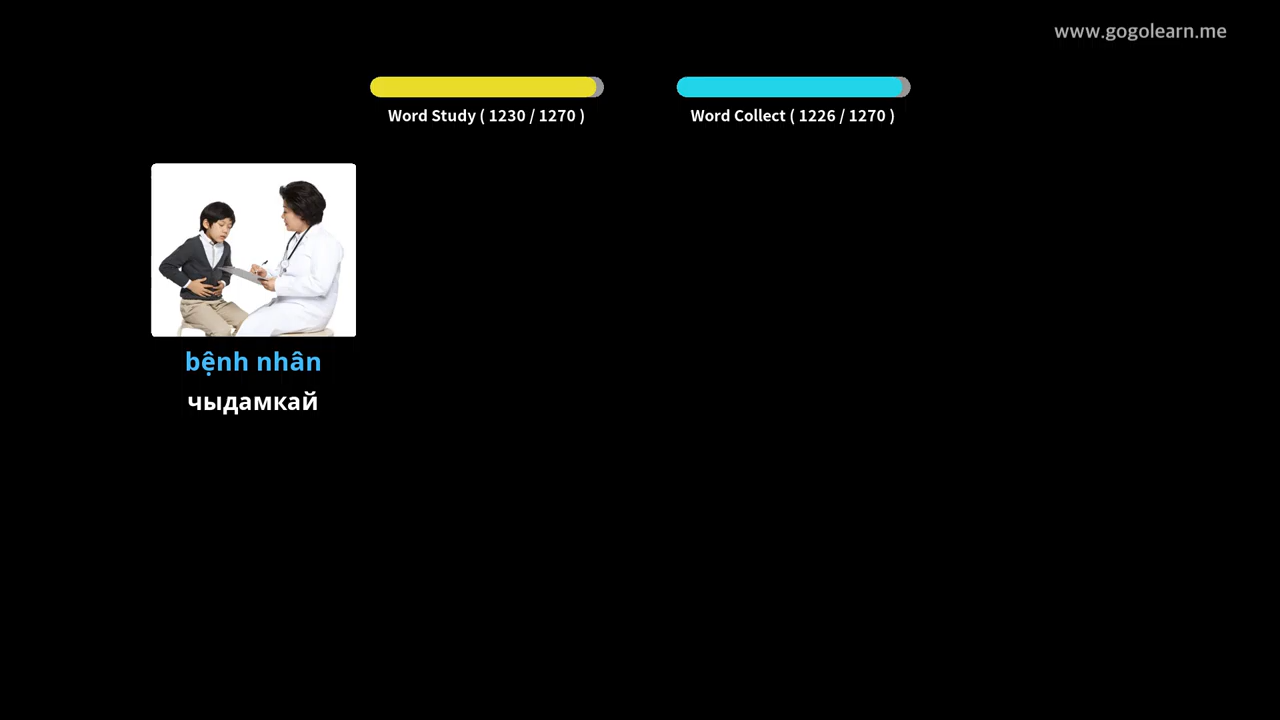 www.gogolearn.me
Word Study ( 1230 / 1270 )
Word Collect ( 1226 / 1270 )
bệnh nhân
чыдамкай